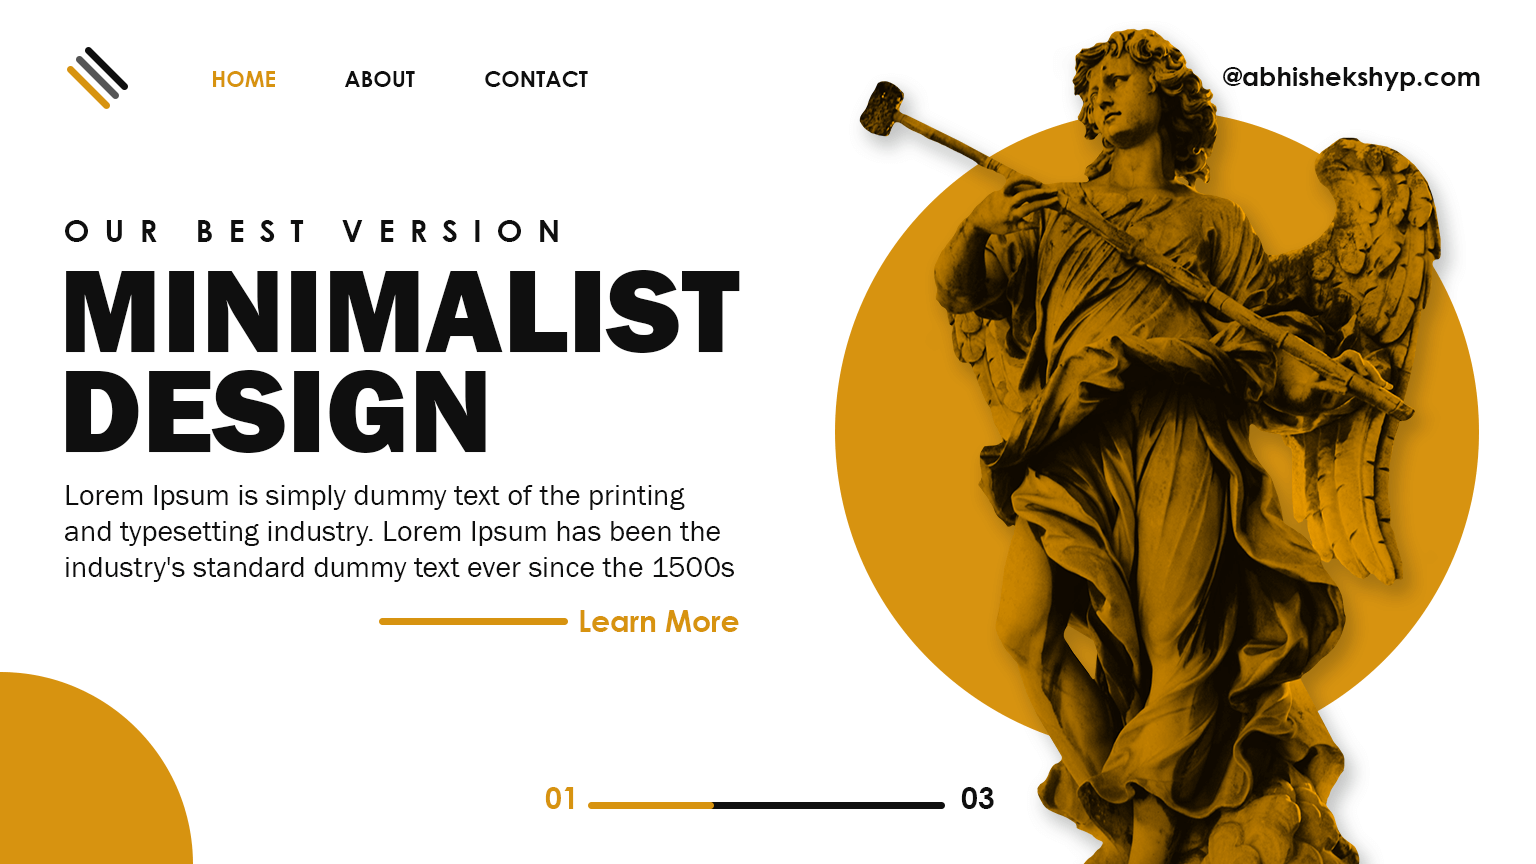 HOME ABOUT CONTACT
@abhishekshyp.com
OUR BEST VERSION
MINIMALIST
DESIGN
Lorem Ipsum is simply dummy text of the printing
and typesetting industry. Lorem Ipsum has been the
industry's standard dummy text ever since the 1500s
Learn More
01
03